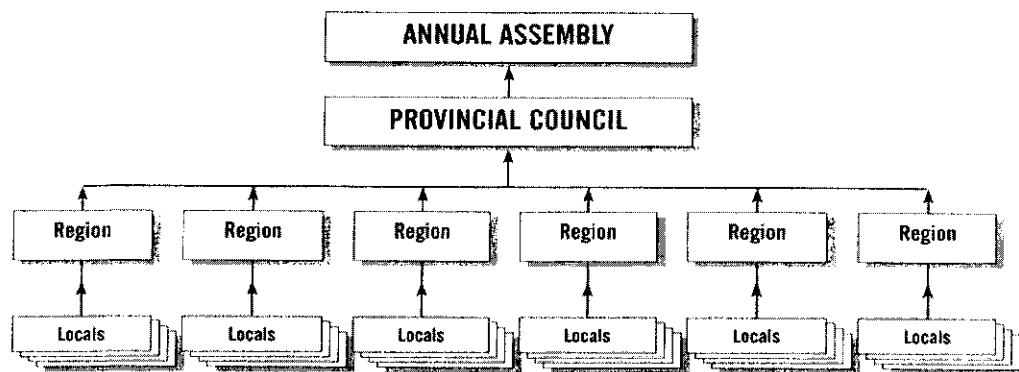 ANNUAL ASSEMBLY
PROVINCIAL COUNCIL
Region Region Region Region Region Region
Locals Locals Locals Locals Locals Locals